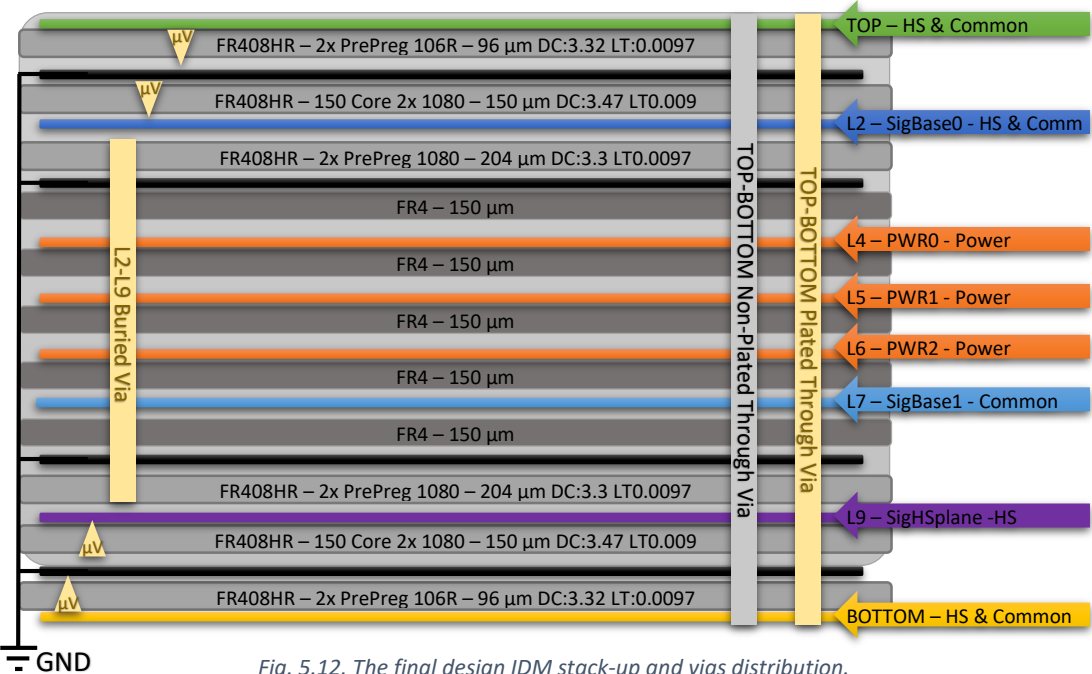 TOP – HS & Common
µV
FR408HR – 2x PrePreg 106R – 96 µm DC:3.32 LT:0.0097
µV
FR408HR – 150 Core 2x 1080 – 150 µm DC:3.47 LT0.009
L2 – SigBase0 - HS & Comm
FR408HR – 2x PrePreg 1080 – 204 µm DC:3.3 LT0.0097
FR4 – 150 µm
L4 – PWR0 - Power
FR4 – 150 µm
L5 – PWR1 - Power
FR4 – 150 µm
L6 – PWR2 - Power
FR4 – 150 µm
L7 – SigBase1 - Common
FR4 – 150 µm
FR408HR – 2x PrePreg 1080 – 204 µm DC:3.3 LT0.0097
L9 – SigHSplane -HS
µV
FR408HR – 150 Core 2x 1080 – 150 µm DC:3.47 LT0.009
µV
FR408HR – 2x PrePreg 106R – 96 µm DC:3.32 LT:0.0097
BOTTOM – HS & Common
L2-L9 Buried Via
TOP-BOTTOM Non-Plated Through Via
TOP-BOTTOM Plated Through Via
GND
Fig. 5.12. The final design IDM stack-up and vias distribution.